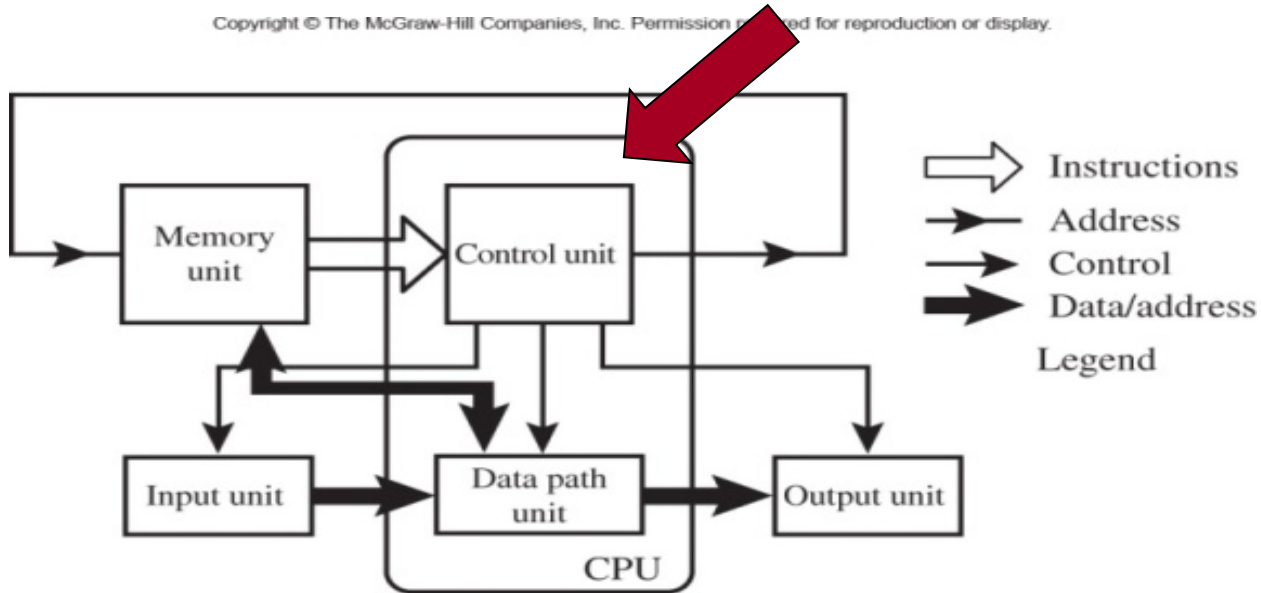 Copyright © The McGraw-Hill Companies, Inc. Permission for reproduction or display.
Memory
unit
Control unit
Instructions
Address
Control
Data/address
Legend
Input unit
Data path
unit
Output unit
CPU